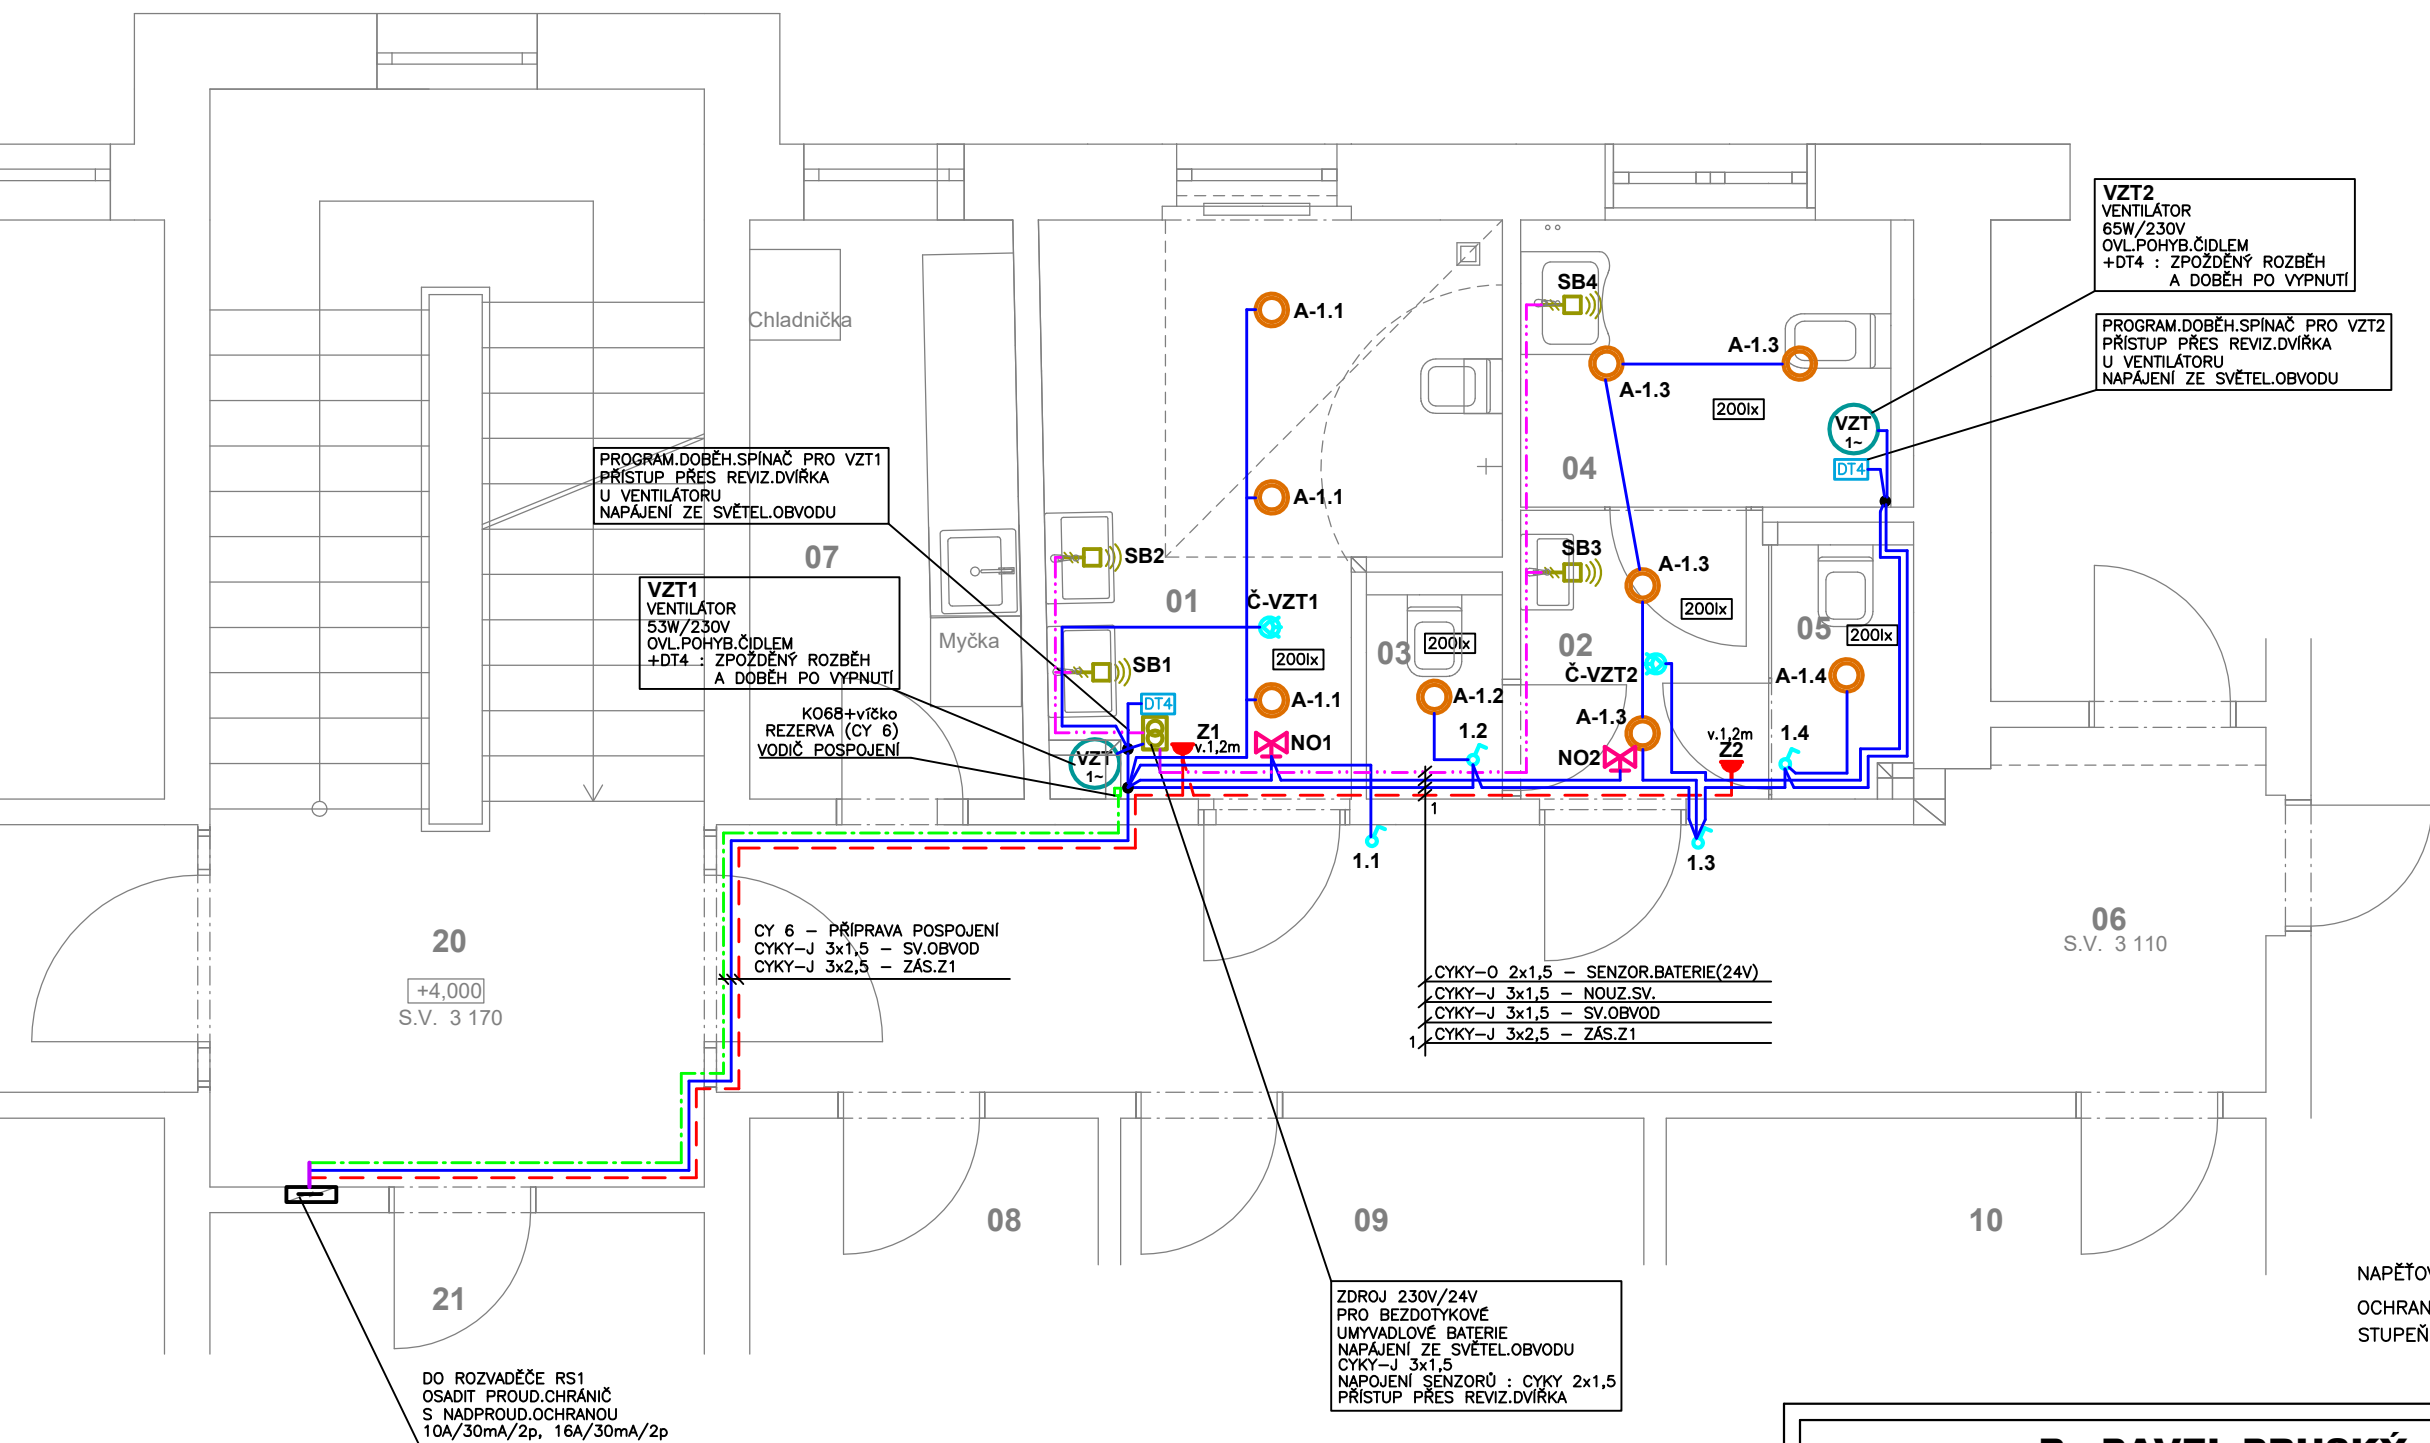 VZT2
VENTILÁTOR
65W/230V
OVL.POHYB.ČIDLEM
+DT4 : ZPOŽDĚNÝ ROZBĚH
A DOBĚH PO VYPNUTÍ
PROGRAM.DOBĚH.SPÍNAČ PRO VZT2
PŘÍSTUP PŘES REVIZ.DVÍŘKA
U VENTILÁTORU
NAPÁJENÍ ZE SVĚTEL.OBVODU
SB4
A-1.1
Chladnička
A-1.3
A-1.3
200lx
VZT
1~
DT4
04
PROGRAM.DOBĚH.SPÍNAČ PRO VZT1
PŘÍSTUP PŘES REVIZ.DVÍŘKA
U VENTILÁTORU
NAPÁJENÍ ZE SVĚTEL.OBVODU
A-1.1
07
SB2
SB3
A-1.3
VZT1
VENTILÁTOR
53W/230V
OVL.POHYB.ČIDLEM
+DT4 : ZPOŽDĚNÝ ROZBĚH
A DOBĚH PO VYPNUTÍ
01
Č-VZT1
200lx
05
200lx
Myčka
200lx
03
200lx
02
SB1
Č-VZT2
A-1.4
DT4
A-1.1
A-1.2
A-1.3
KO68+víčko
REZERVA (CY 6)
VODIČ POSPOJENÍ
Z1
v.1,2m
NO1
1.2
NO2
v.1,2m
Z2
1.4
VZT
1~
1
1.1
1.3
20
+4,000
S.V. 3 170
CY 6 – PŘÍPRAVA POSPOJENÍ
CYKY–J 3x1,5 – SV.OBVOD
CYKY–J 3x2,5 – ZÁS.Z1
06
S.V. 3 110
CYKY–O 2x1,5 – SENZOR.BATERIE(24V)
CYKY–J 3x1,5 – NOUZ.SV.
CYKY–J 3x1,5 – SV.OBVOD
1 CYKY–J 3x2,5 – ZÁS.Z1
08
09
10
21
ZDROJ 230V/24V
PRO BEZDOTYKOVÉ
UMYVADLOVÉ BATERIE
NAPÁJENÍ ZE SVĚTEL.OBVODU
CYKY–J 3x1,5
NAPOJENÍ SENZORŮ : CYKY 2x1,5
PŘÍSTUP PŘES REVIZ.DVÍŘKA
NAPĚŤOV
OCHRAN
STUPEŇ
DO ROZVADĚČE RS1
OSADIT PROUD.CHRÁNIČ
S NADPROUD.OCHRANOU
10A/30mA/2p, 16A/30mA/2p